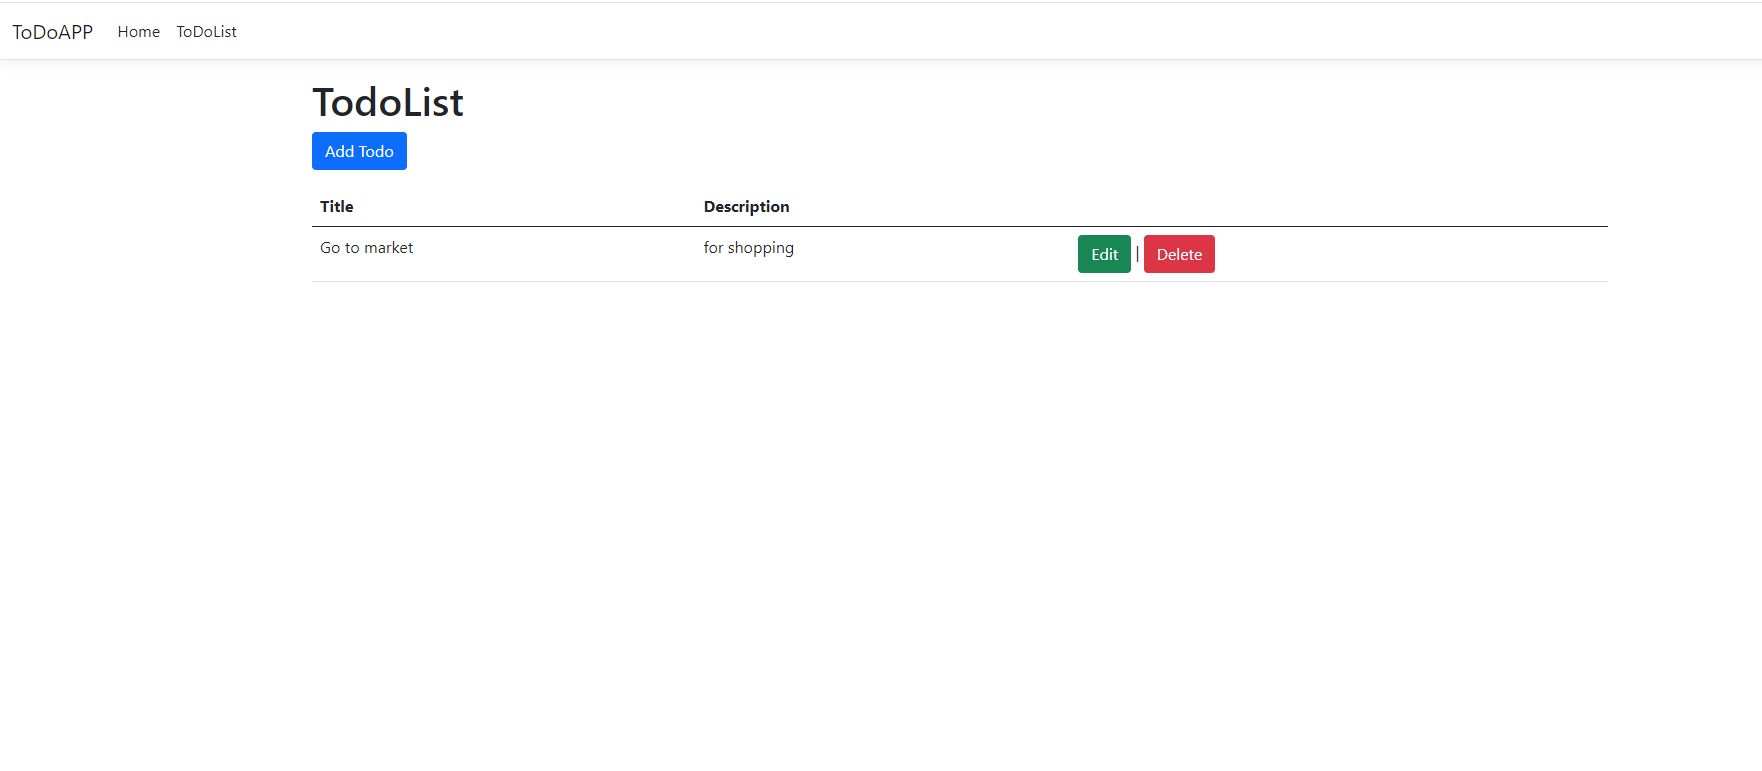 ToDoAPP Home ToDoList
TodoList
Add Todo
Title Description
Go to market for shopping Edit | Delete